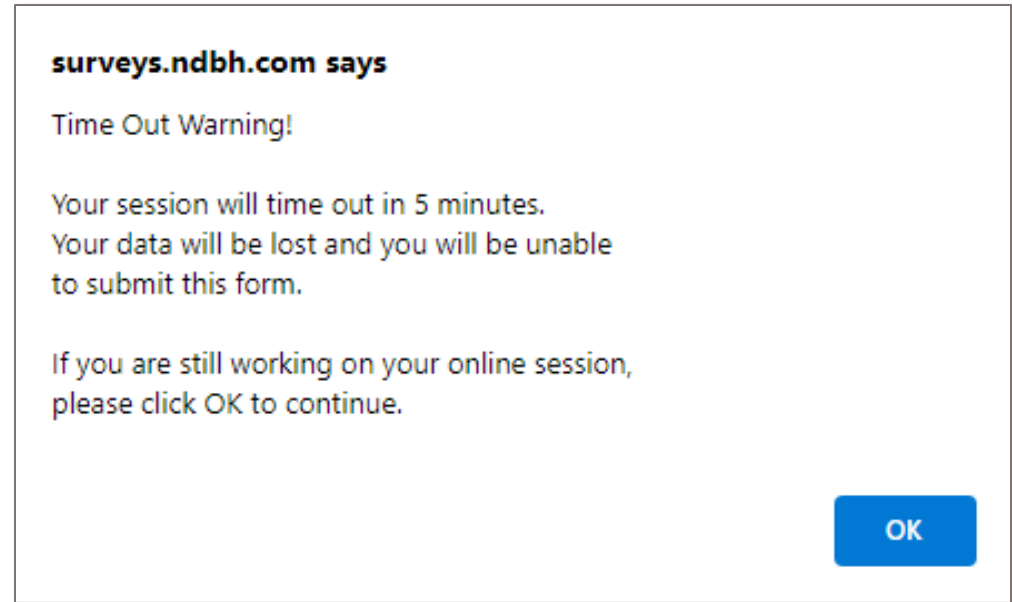 surveys.ndbh.com says
Time Out Warning!
Your session will time out in 5 minutes.
Your data will be lost and you will be unable
to submit this form.
If you are still working on your online session,
please click OK to continue.
OK